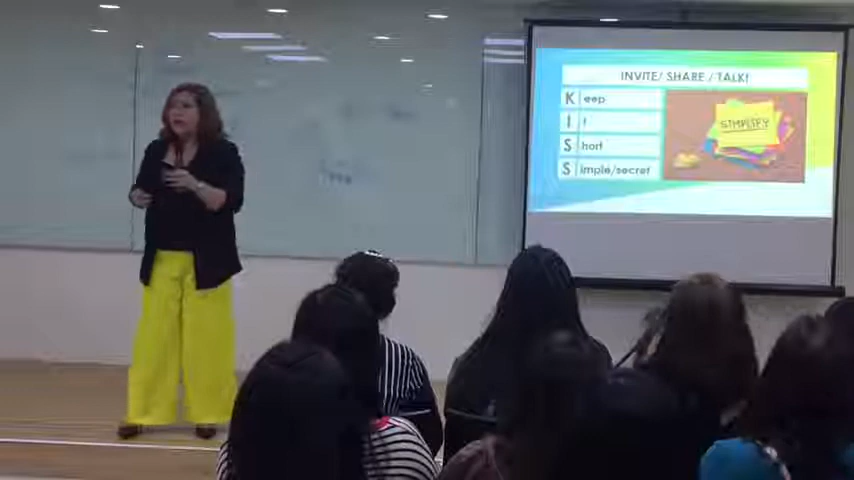 INVITE/ SHARE / TALK!
K eep
I t
S hort
S imple/secret
SIMPLIFY